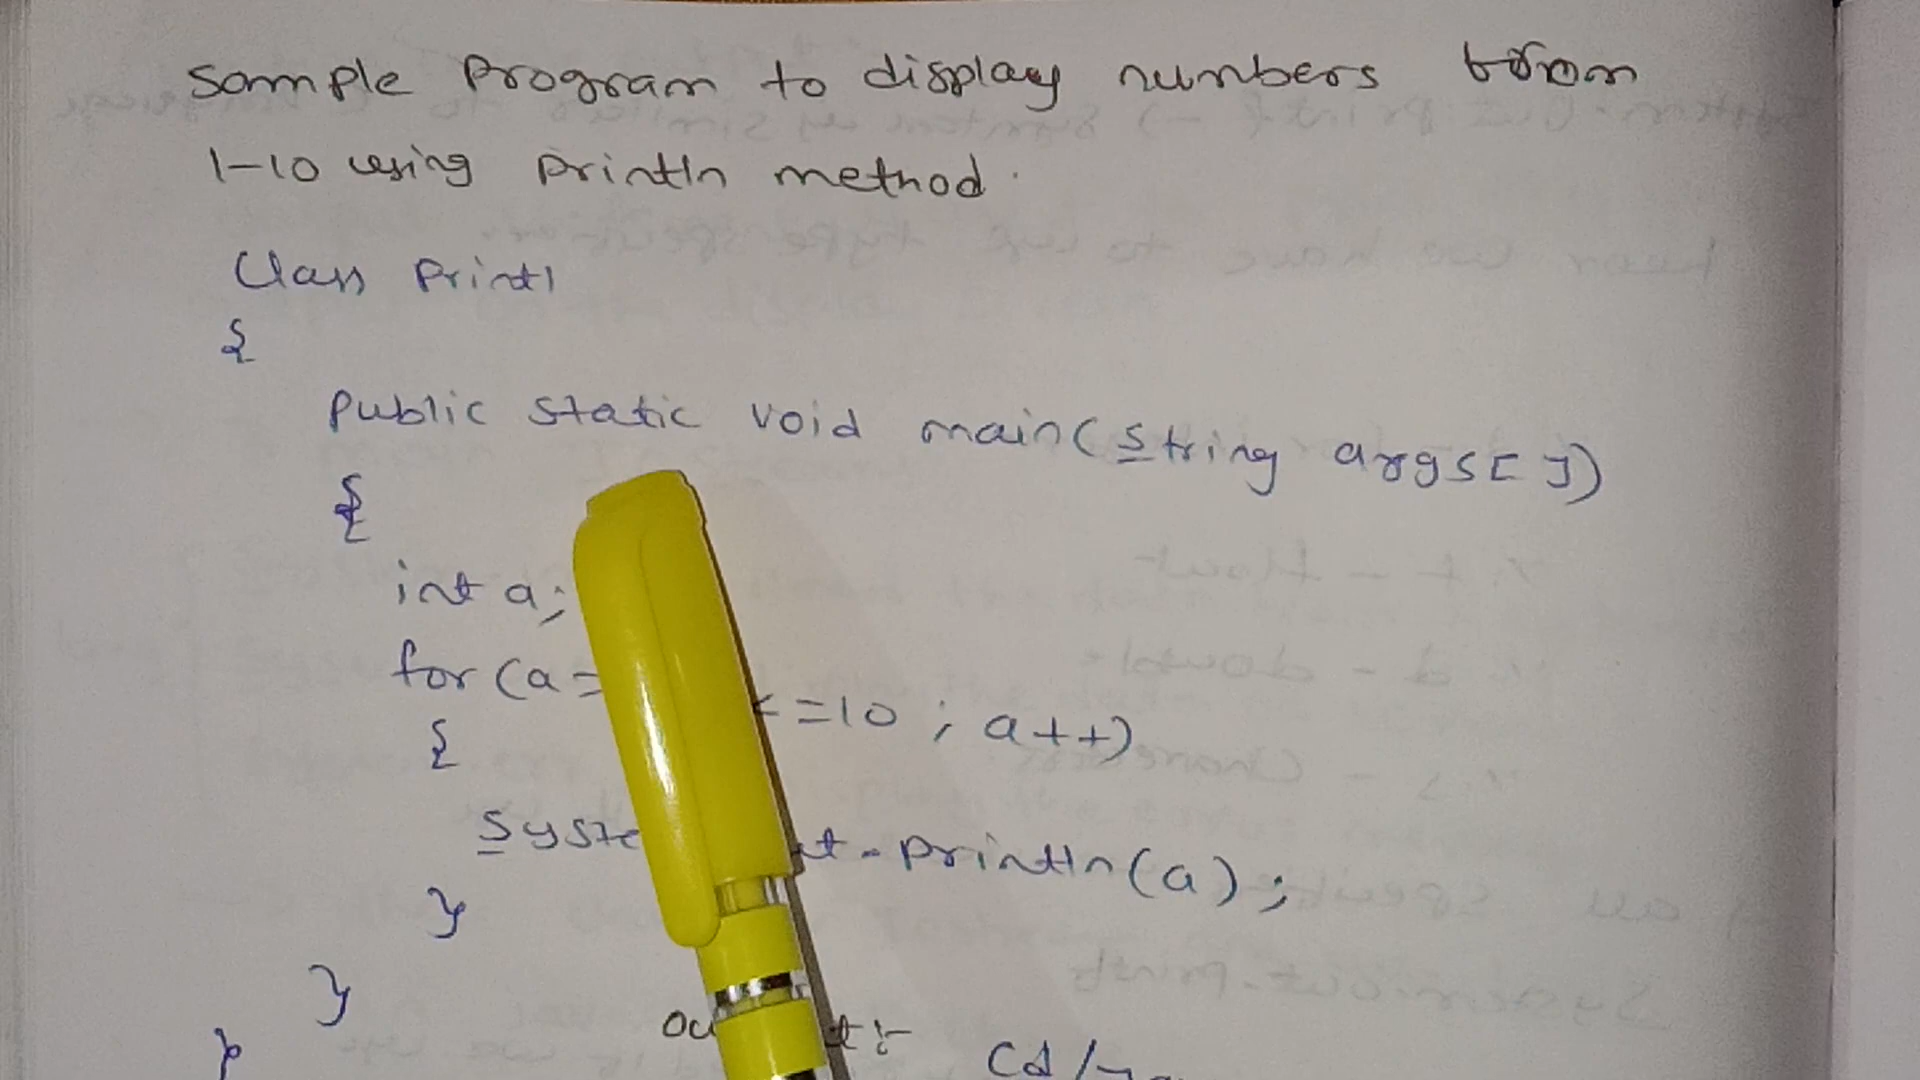 Sample Program to display numbers from
1-10 using println method.
Class Print1
{
public static void main(String args[])
{
int a;
for (a= <=10; a++)
{
Syste t.println(a);
}
}
}